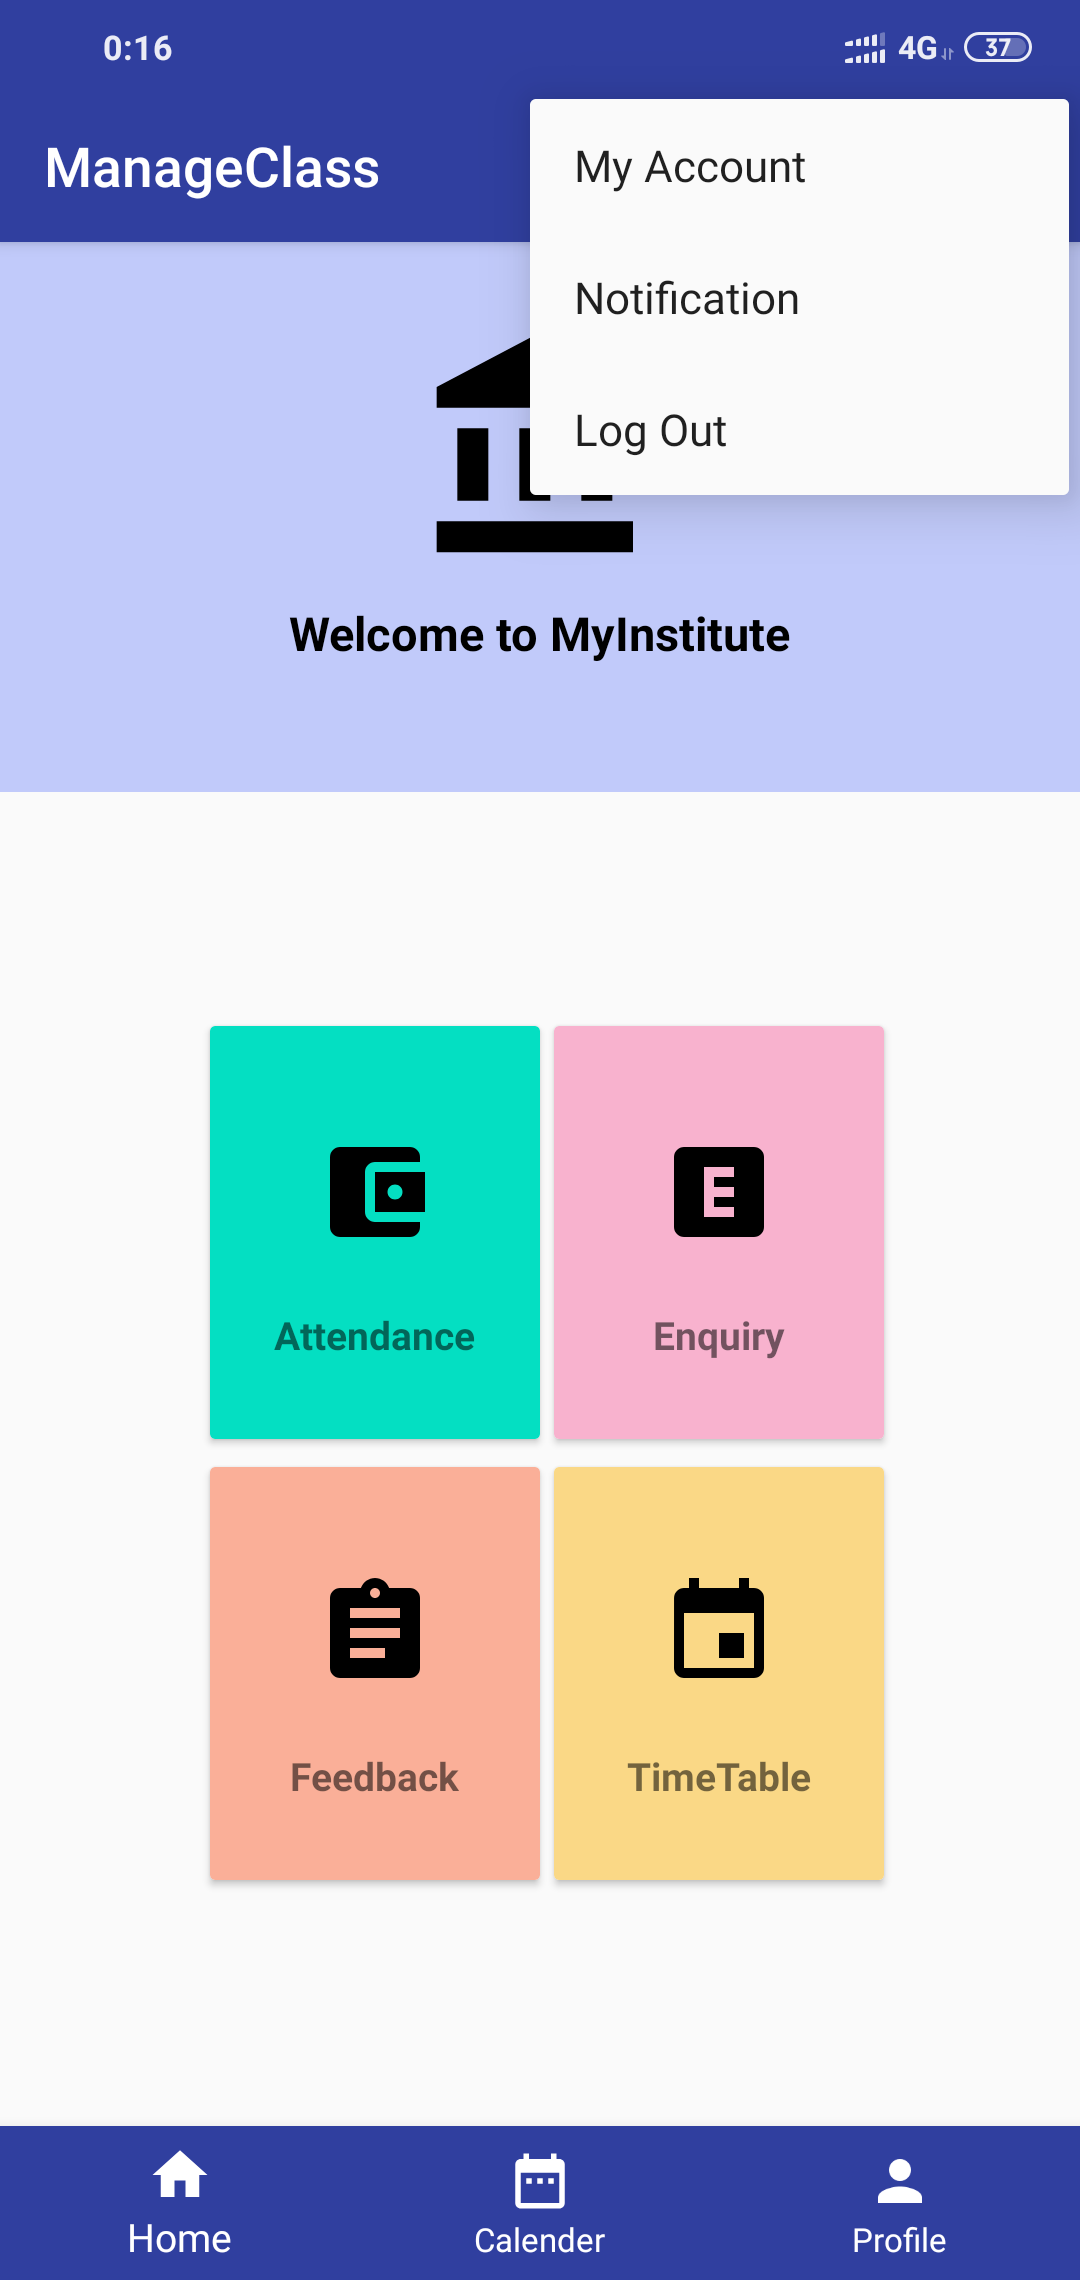 0:16
4G
37
ManageClass
My Account
Notification
Log Out
Welcome to MyInstitute
Attendance
E
Enquiry
Feedback
TimeTable
Home
Calender
Profile